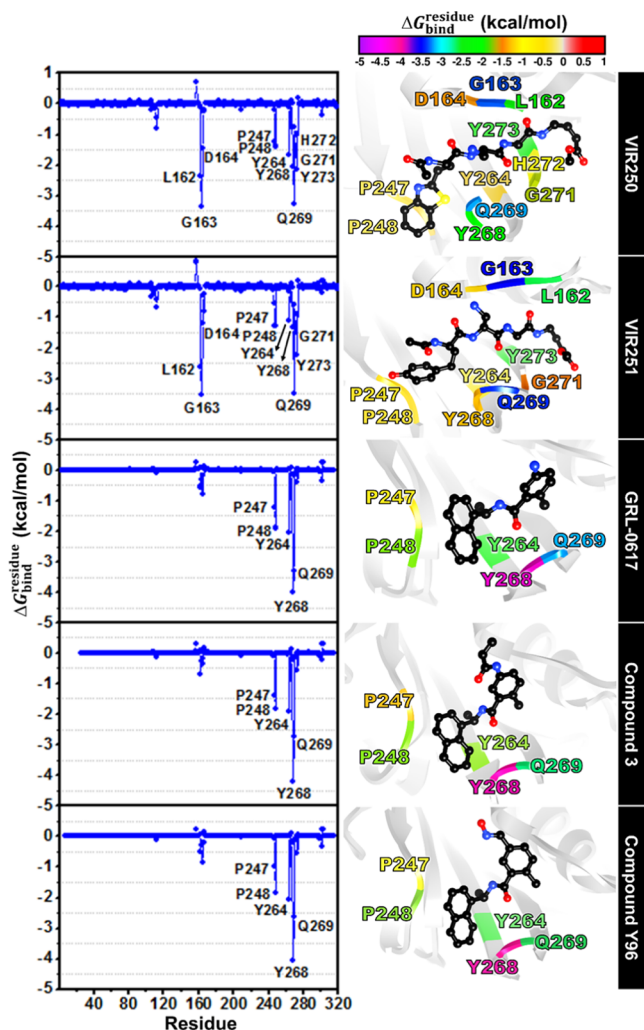 ΔG residue bind (kcal/mol)
-5 -4.5 -4 -3.5 -3 -2.5 -2 -1.5 -1 -0.5 0 0.5 1
ΔG residue bind (kcal/mol)
1
0
-1
-2
-3
-4
-5
L162
G163
D164
P247
P248
Y264
Y268
Q269
H272
G271
Y273
G163
D164
L162
Y273
H272
Y264
P247
G271
Q269
P248
Y268
VIR250
0
-1
-2
-3
-4
-5
L162
G163
D164
P247
P248
Y264
Y268
Q269
G271
Y273
G163
D164
L162
Y273
Y264
P247
G271
Q269
P248
Y268
VIR251
0
-1
-2
-3
-4
-5
P247
P248
Y264
Q269
Y268
P247
P248
Y264
Q269
Y268
GRL-0617
0
-1
-2
-3
-4
-5
P247
P248
Y264
Q269
Y268
P247
P248
Y264
Q269
Y268
Compound 3
0
-1
-2
-3
-4
-5
P247
P248
Y264
Q269
Y268
P247
P248
Y264
Q269
Y268
Compound Y96
40 80 120 160 200 240 280 320
Residue